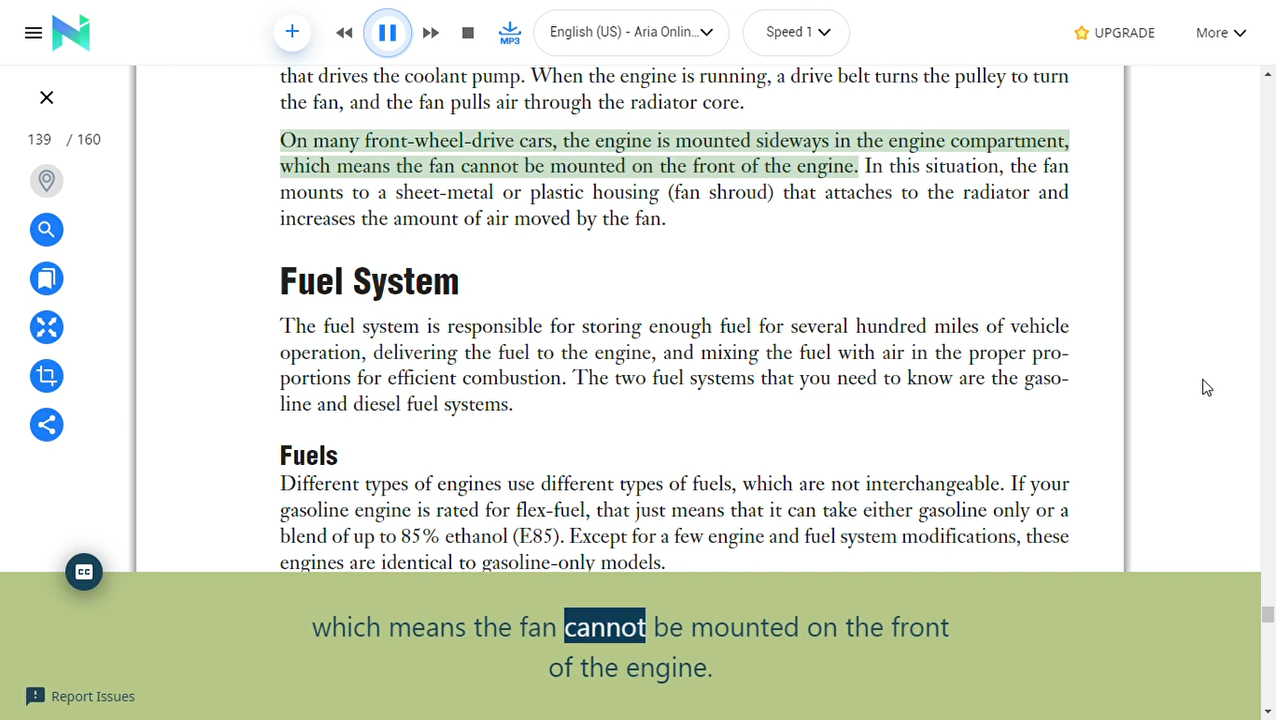 MP3
English (US) - Aria Onlin...
Speed 1
UPGRADE
More
139 / 160
that drives the coolant pump. When the engine is running, a drive belt turns the pulley to turn
the fan, and the fan pulls air through the radiator core.
On many front-wheel-drive cars, the engine is mounted sideways in the engine compartment,
which means the fan cannot be mounted on the front of the engine. In this situation, the fan
mounts to a sheet-metal or plastic housing (fan shroud) that attaches to the radiator and
increases the amount of air moved by the fan.
Fuel System
The fuel system is responsible for storing enough fuel for several hundred miles of vehicle
operation, delivering the fuel to the engine, and mixing the fuel with air in the proper pro-
portions for efficient combustion. The two fuel systems that you need to know are the gaso-
line and diesel fuel systems.
Fuels
Different types of engines use different types of fuels, which are not interchangeable. If your
gasoline engine is rated for flex-fuel, that just means that it can take either gasoline only or a
blend of up to 85% ethanol (E85). Except for a few engine and fuel system modifications, these
engines are identical to gasoline-only models.
CC
which means the fan cannot be mounted on the front
of the engine.
Report Issues